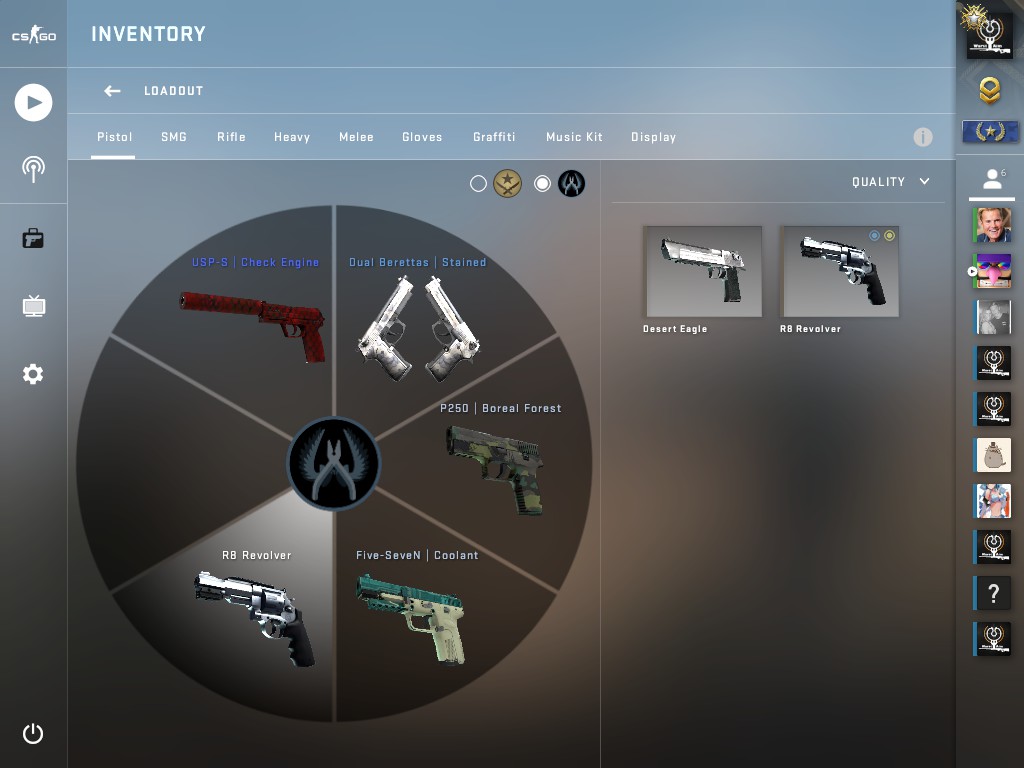 CS GO
INVENTORY
LOADOUT
Pistol SMG Rifle Heavy Melee Gloves Graffiti Music Kit Display
i
QUALITY
6
USP-S | Check Engine
Dual Berettas | Stained
Desert Eagle
R8 Revolver
P250 | Boreal Forest
R8 Revolver
Five-SeveN | Coolant
?